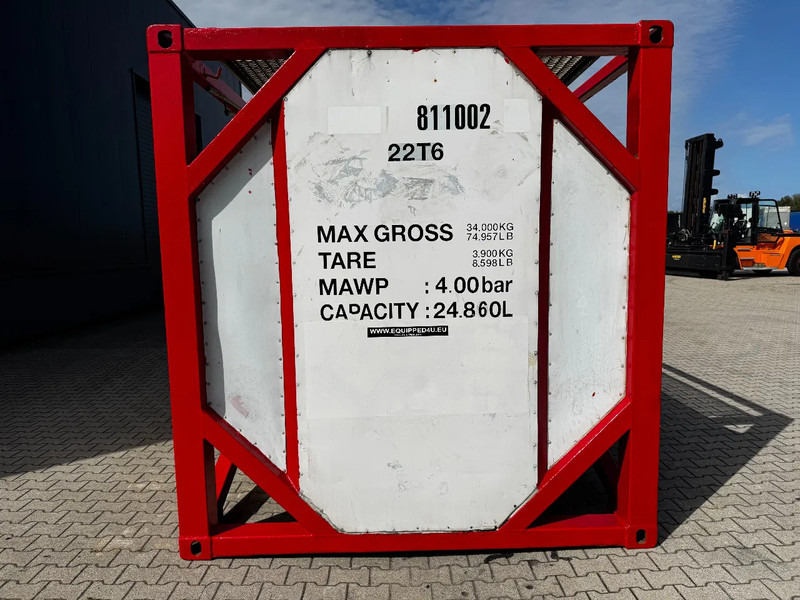 811002
22T6
MAX GROSS 34.000KG
74.957LB
TARE 3.900KG
8.598LB
MAWP : 4.00bar
CAPACITY : 24.860L
WWW.EQUIPPED4U.EU